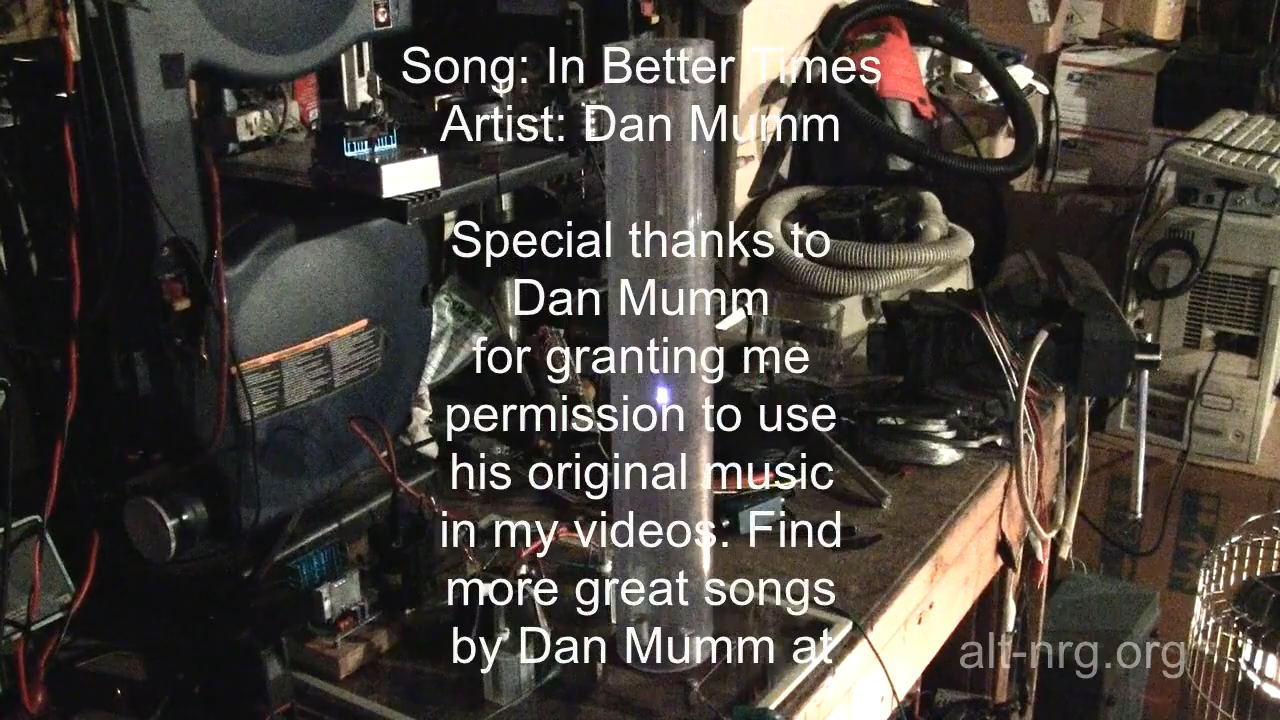 Song: In Better Times
Artist: Dan Mumm
Special thanks to
Dan Mumm
for granting me
permission to use
his original music
in my videos: Find
more great songs
by Dan Mumm at
alt-nrg.org